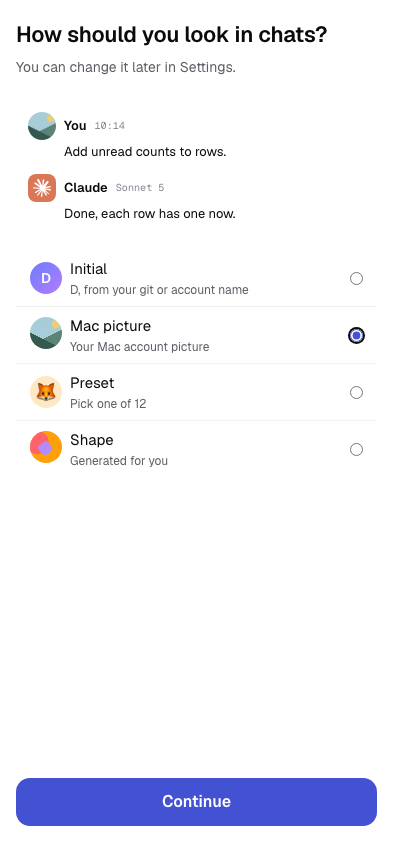 How should you look in chats?
You can change it later in Settings.
You 10:14
Add unread counts to rows.
Claude Sonnet 5
Done, each row has one now.
D
Initial
D, from your git or account name
Mac picture
Your Mac account picture
Preset
Pick one of 12
Shape
Generated for you
Continue